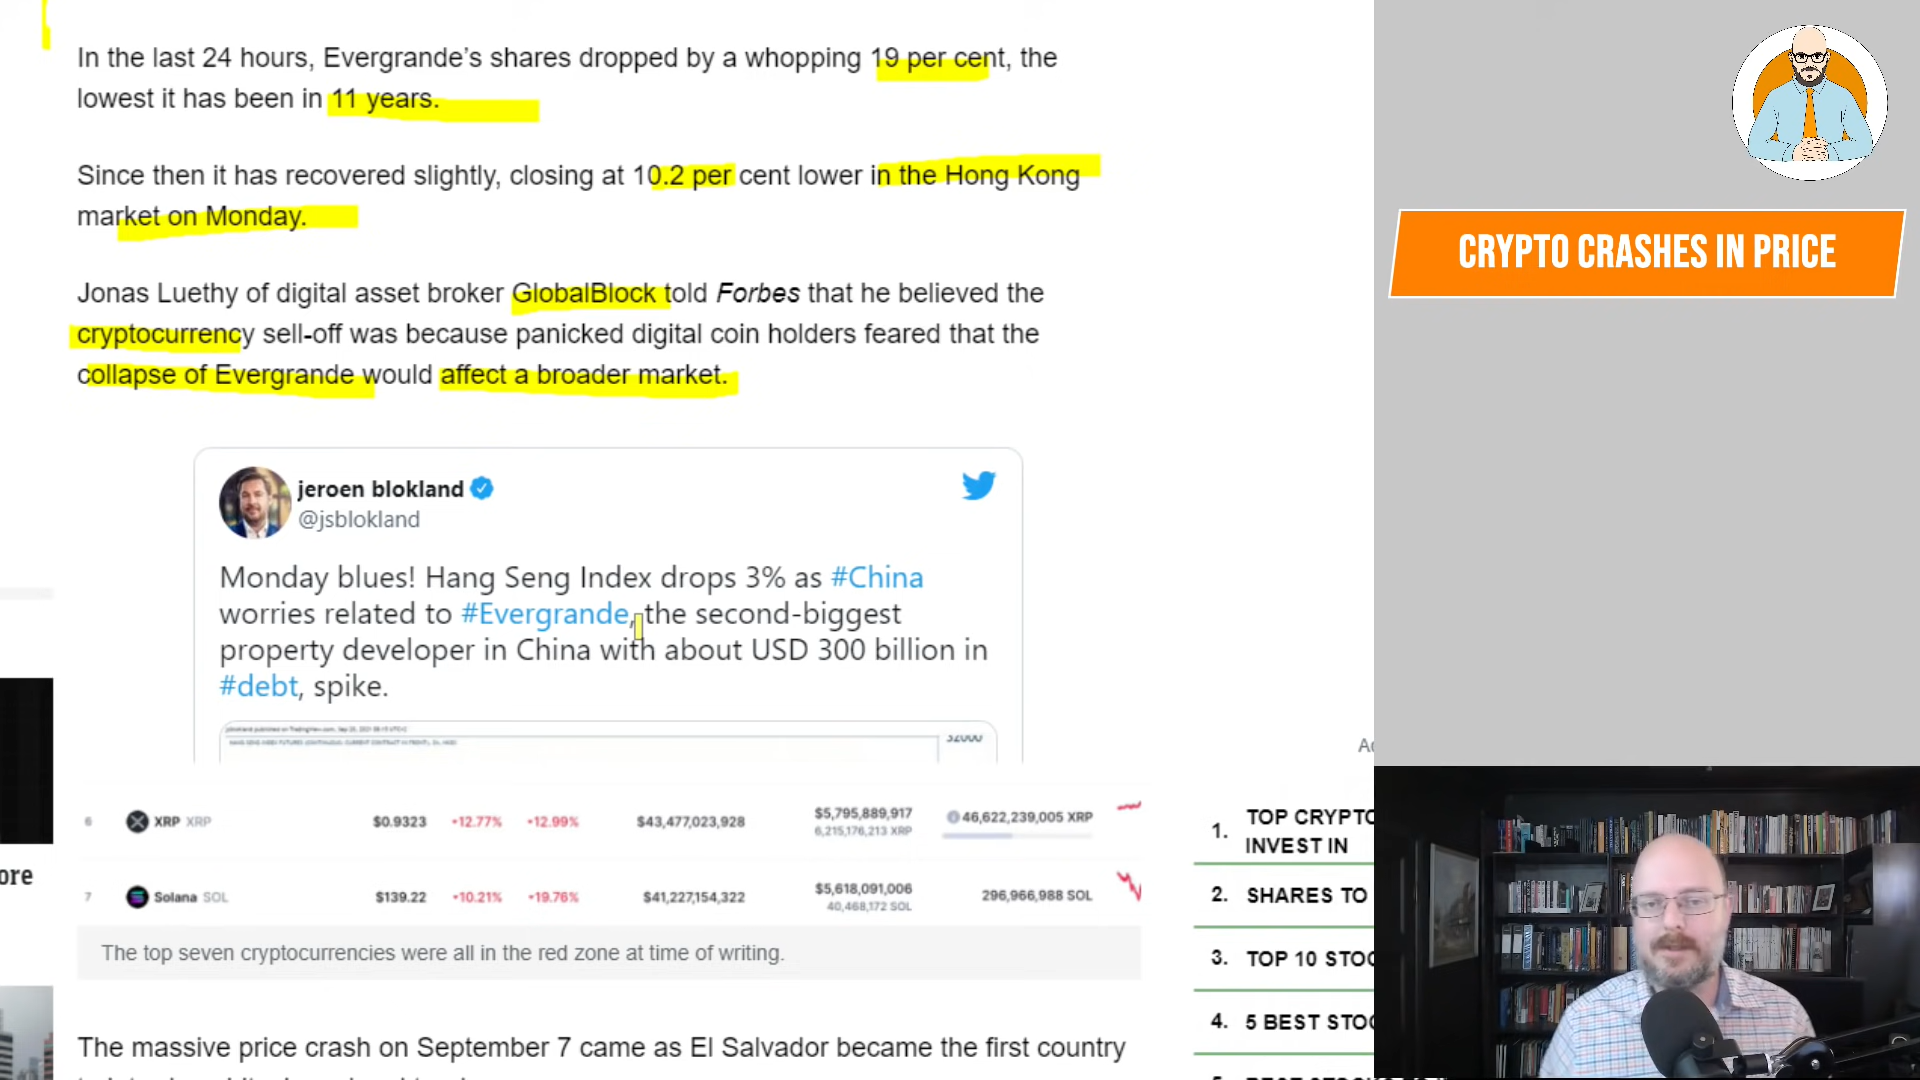 In the last 24 hours, Evergrande’s shares dropped by a whopping 19 per cent, the
lowest it has been in 11 years.
Since then it has recovered slightly, closing at 10.2 per cent lower in the Hong Kong
market on Monday.
Jonas Luethy of digital asset broker GlobalBlock told Forbes that he believed the
cryptocurrency sell-off was because panicked digital coin holders feared that the
collapse of Evergrande would affect a broader market.
jeroen blokland
@jsblokland
Monday blues! Hang Seng Index drops 3% as #China
worries related to #Evergrande, the second-biggest
property developer in China with about USD 300 billion in
#debt, spike.
32000
6 XRP XRP $0.9323 -12.77% -12.99% $43,477,023,928 $5,795,889,917 46,622,239,005 XRP
6,215,176,213 XRP
7 Solana SOL $139.22 -10.21% -19.76% $41,227,154,322 $5,618,091,006 296,966,988 SOL
40,468,172 SOL
The top seven cryptocurrencies were all in the red zone at time of writing.
The massive price crash on September 7 came as El Salvador became the first country
ore
1. TOP CRYPTO
INVEST IN
2. SHARES TO
3. TOP 10 STOC
4. 5 BEST STOC
CRYPTO CRASHES IN PRICE